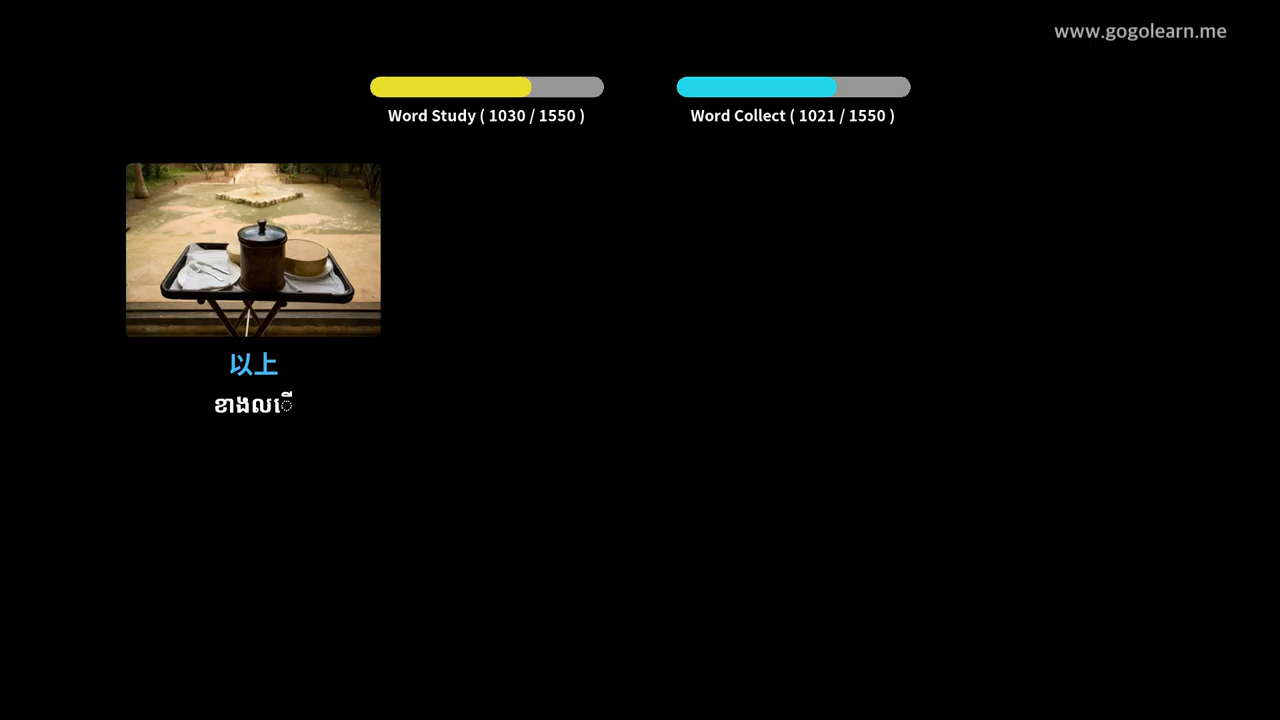 www.gogolearn.me
Word Study ( 1030 / 1550 )
Word Collect ( 1021 / 1550 )
以上
ខាងលើ